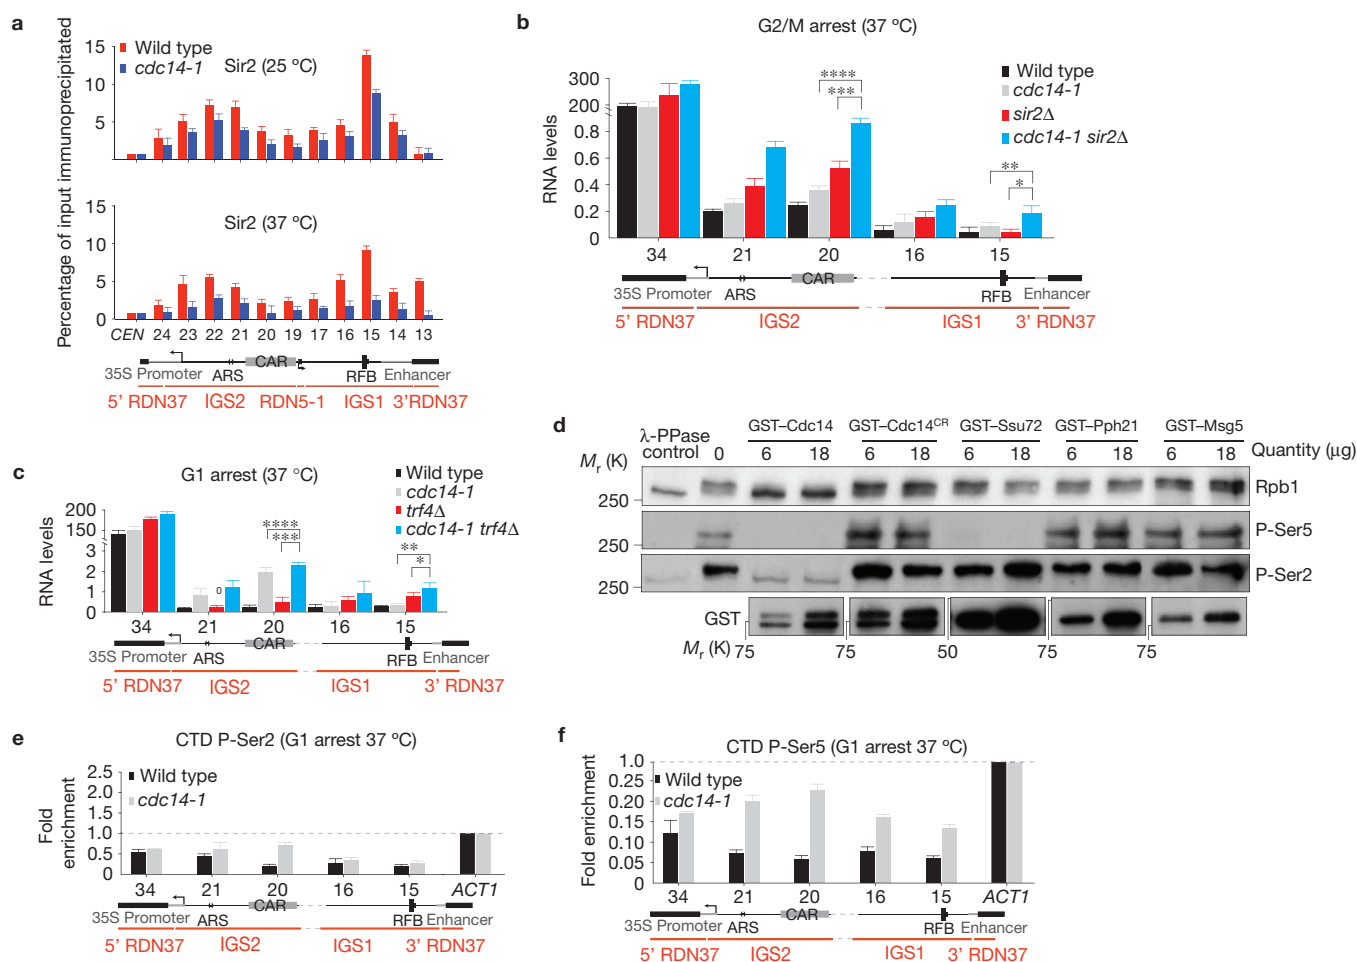 a
Wild type
cdc14-1
Sir2 (25 °C)
15
10
5
Sir2 (37 °C)
15
10
5
0
Percentage of input immunoprecipitated
CEN 24 23 22 21 20 19 17 16 15 14 13
CAR
35S Promoter ARS RFB Enhancer
5' RDN37 IGS2 RDN5-1 IGS1 3'RDN37
b
G2/M arrest (37 °C)
Wild type
cdc14-1
sir2Δ
cdc14-1 sir2Δ
RNA levels
300
200
0.8
0.6
0.4
0.2
0
****
***
**
*
34 21 20 16 15
CAR
35S Promoter ARS RFB Enhancer
5' RDN37 IGS2 IGS1 3' RDN37
c
G1 arrest (37 °C)
Wild type
cdc14-1
trf4Δ
cdc14-1 trf4Δ
RNA levels
200
150
3
2
1
0
****
***
**
*
0
34 21 20 16 15
CAR
35S Promoter ARS RFB Enhancer
5' RDN37 IGS2 IGS1 3' RDN37
d
λ-PPase control
GST–Cdc14 GST–Cdc14CR GST–Ssu72 GST–Pph21 GST–Msg5
Mr (K) 0 6 18 6 18 6 18 6 18 6 18 Quantity (μg)
250 Rpb1
250 P-Ser5
250 P-Ser2
GST
Mr (K) 75 75 50 75 75
e
CTD P-Ser2 (G1 arrest 37 °C)
Wild type
cdc14-1
Fold enrichment
2.5
2.0
1.5
1.0
0.5
0
34 21 20 16 15 ACT1
CAR
35S Promoter ARS RFB Enhancer
5' RDN37 IGS2 IGS1 3' RDN37
f
CTD P-Ser5 (G1 arrest 37 °C)
Wild type
cdc14-1
Fold enrichment
1.0
0.25
0.20
0.15
0.10
0.05
0
34 21 20 16 15 ACT1
CAR
35S Promoter ARS RFB Enhancer
5' RDN37 IGS2 IGS1 3' RDN37